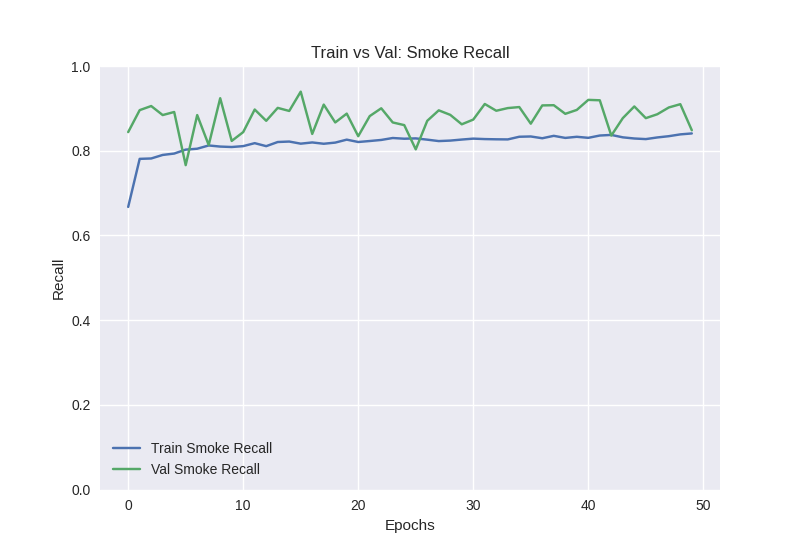 Train vs Val: Smoke Recall
1.0
0.8
0.6
0.4
0.2
0.0
Recall
Train Smoke Recall
Val Smoke Recall
0 10 20 30 40 50
Epochs